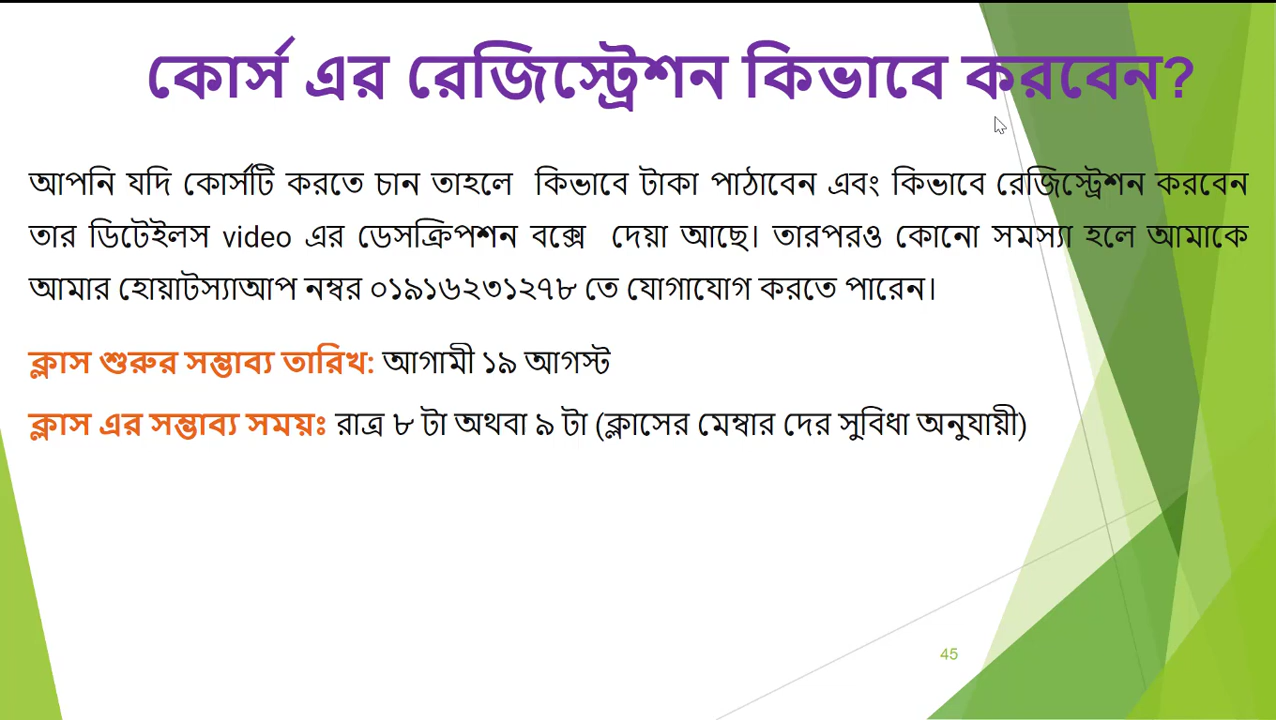 কোর্স এর রেজিস্ট্রেশন কিভাবে করবেন?
আপনি যদি কোর্সটি করতে চান তাহলে কিভাবে টাকা পাঠাবেন এবং কিভাবে রেজিস্ট্রেশন করবেন
তার ডিটেইলস video এর ডেসক্রিপশন বক্সে দেয়া আছে। তারপরও কোনো সমস্যা হলে আমাকে
আমার হোয়াটস্যাআপ নম্বর ০১৯১৬২৩১২৭৮ তে যোগাযোগ করতে পারেন।
ক্লাস শুরুর সম্ভাব্য তারিখ: আগামী ১৯ আগস্ট
ক্লাস এর সম্ভাব্য সময়ঃ রাত্র ৮ টা অথবা ৯ টা (ক্লাসের মেম্বার দের সুবিধা অনুযায়ী)
45